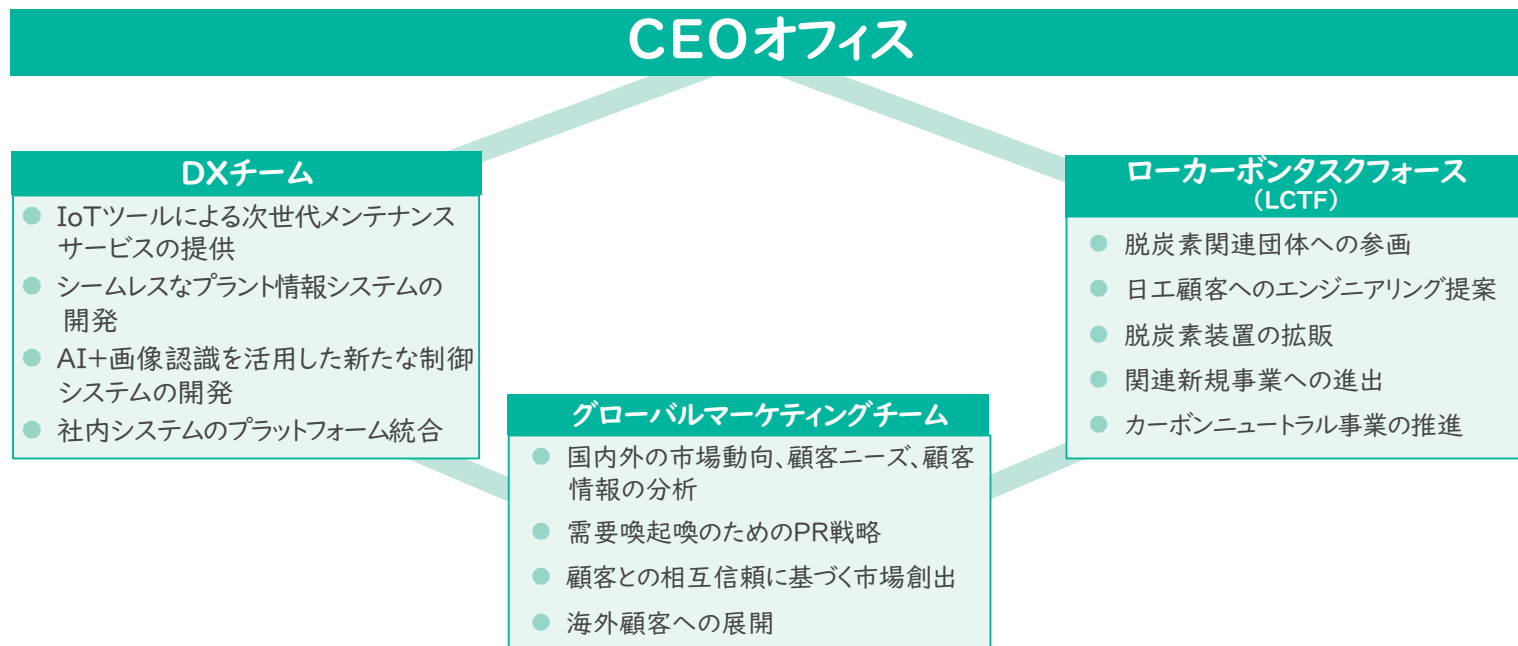 CEOオフィス
DXチーム
IoTツールによる次世代メンテナンス
サービスの提供
シームレスなプラント情報システムの
開発
AI+画像認識を活用した新たな制御
システムの開発
社内システムのプラットフォーム統合
ローカーボンタスクフォース
(LCTF)
脱炭素関連団体への参画
日工顧客へのエンジニアリング提案
脱炭素装置の拡販
関連新規事業への進出
カーボンニュートラル事業の推進
グローバルマーケティングチーム
国内外の市場動向、顧客ニーズ、顧客
情報の分析
需要喚起喚のためのPR戦略
顧客との相互信頼に基づく市場創出
海外顧客への展開